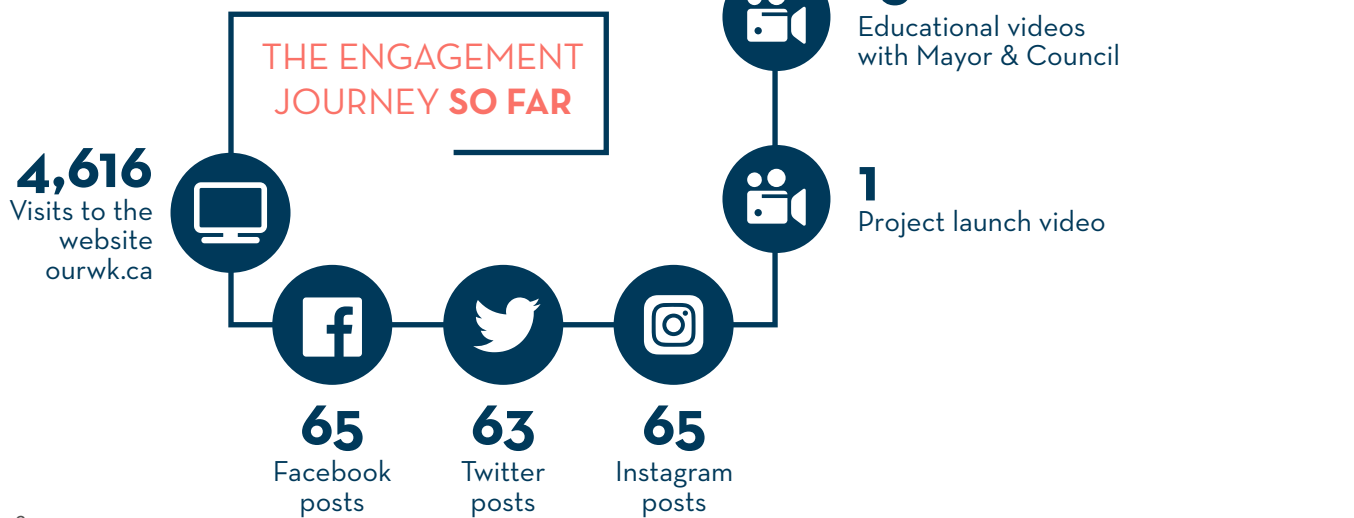 THE ENGAGEMENT
JOURNEY SO FAR
4,616
Visits to the
website
ourwk.ca
65
Facebook
posts
63
Twitter
posts
65
Instagram
posts
1
Project launch video
Educational videos
with Mayor & Council